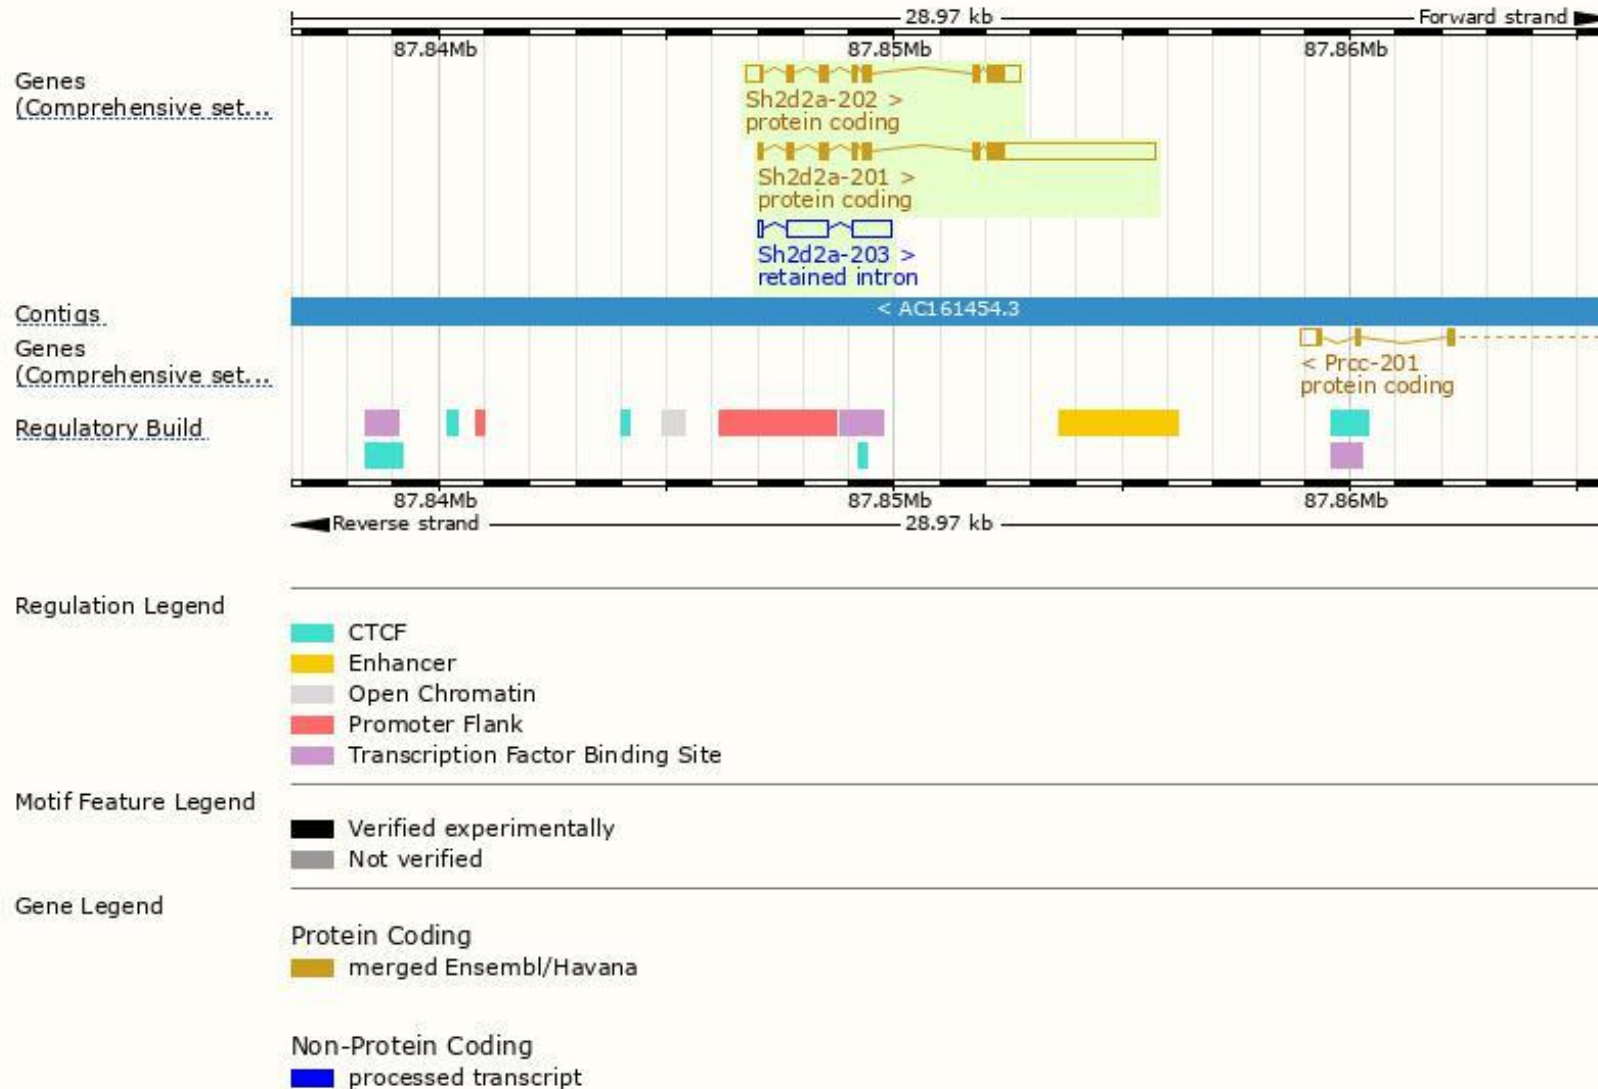 28.97 kb Forward strand
87.84Mb 87.85Mb 87.86Mb
Genes
(Comprehensive set...
Sh2d2a-202 >
protein coding
Sh2d2a-201 >
protein coding
Sh2d2a-203 >
retained intron
Contigs < AC161454.3
Genes
(Comprehensive set...
< Prcc-201
protein coding
Regulatory Build
87.84Mb 87.85Mb 87.86Mb
Reverse strand 28.97 kb
Regulation Legend
CTCF
Enhancer
Open Chromatin
Promoter Flank
Transcription Factor Binding Site
Motif Feature Legend
Verified experimentally
Not verified
Gene Legend
Protein Coding
merged Ensembl/Havana
Non-Protein Coding
processed transcript